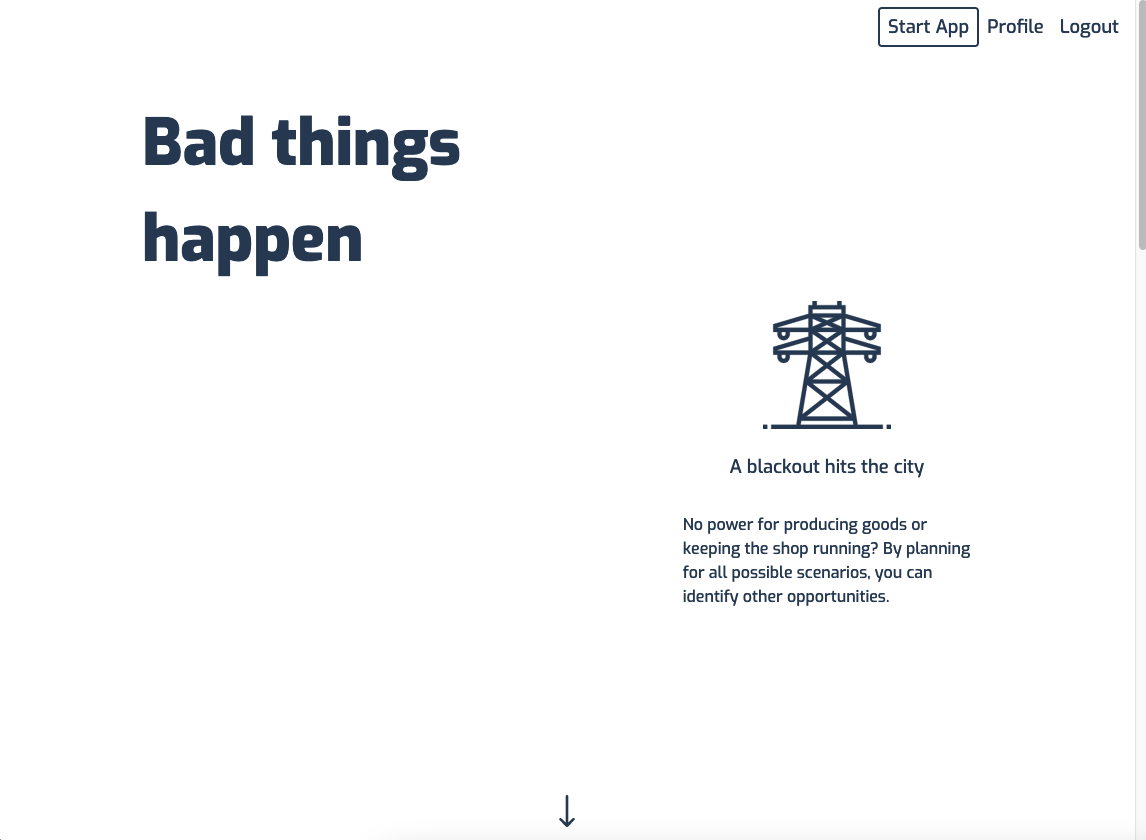 Start App Profile Logout
Bad things
happen
A blackout hits the city
No power for producing goods or
keeping the shop running? By planning
for all possible scenarios, you can
identify other opportunities.